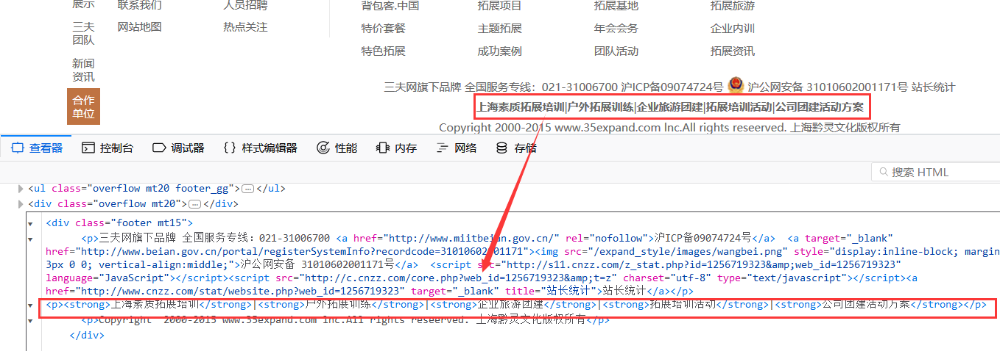 展示 联系我们 人员招聘 背包客.中国 拓展项目 拓展基地 拓展旅游
三夫团队 网站地图 热点关注 特价套餐 主题拓展 年会会务 企业内训
特色拓展 成功案例 团队活动 拓展资讯
新闻
资讯
合作
单位
三夫网旗下品牌 全国服务专线：021-31006700 沪ICP备09074724号 沪公网安备 31010602001171号 站长统计
上海素质拓展培训|户外拓展训练|企业旅游团建|拓展培训活动|公司团建活动方案
Copyright 2000-2015 www.35expand.com lnc.All rights reseerved. 上海黔灵文化版权所有
查看器 控制台 调试器 {} 样式编辑器 性能 内存 网络 存储
搜索 HTML
<ul class="overflow mt20 footer_gg">…</ul>
<div class="overflow mt20">…</div>
<div class="footer mt15">
<p>三夫网旗下品牌 全国服务专线：021-31006700 <a href="http://www.miitbeian.gov.cn/" rel="nofollow">沪ICP备09074724号</a> <a target="_blank"
href="http://www.beian.gov.cn/portal/registerSystemInfo?recordcode=31010602001171"><img src="/expand_style/images/wangbei.png" style="display:inline-block; margin
3px 0 0; vertical-align:middle;">沪公网安备 31010602001171号</a> <script src="http://s11.cnzz.com/z_stat.php?id=1256719323&amp;web_id=1256719323"
language="JavaScript"></script><script src="http://c.cnzz.com/core.php?web_id=1256719323&amp;t=z" charset="utf-8" type="text/javascript"></script><a
href="http://www.cnzz.com/stat/website.php?web_id=1256719323" target="_blank" title="站长统计">站长统计</a></p>
<p><strong>上海素质拓展培训</strong>|<strong>户外拓展训练</strong>|<strong>企业旅游团建</strong>|<strong>拓展培训活动</strong>|<strong>公司团建活动方案</strong></p>
<p>Copyright 2000-2015 www.35expand.com lnc.All rights reseerved. 上海黔灵文化版权所有</p>
</div>